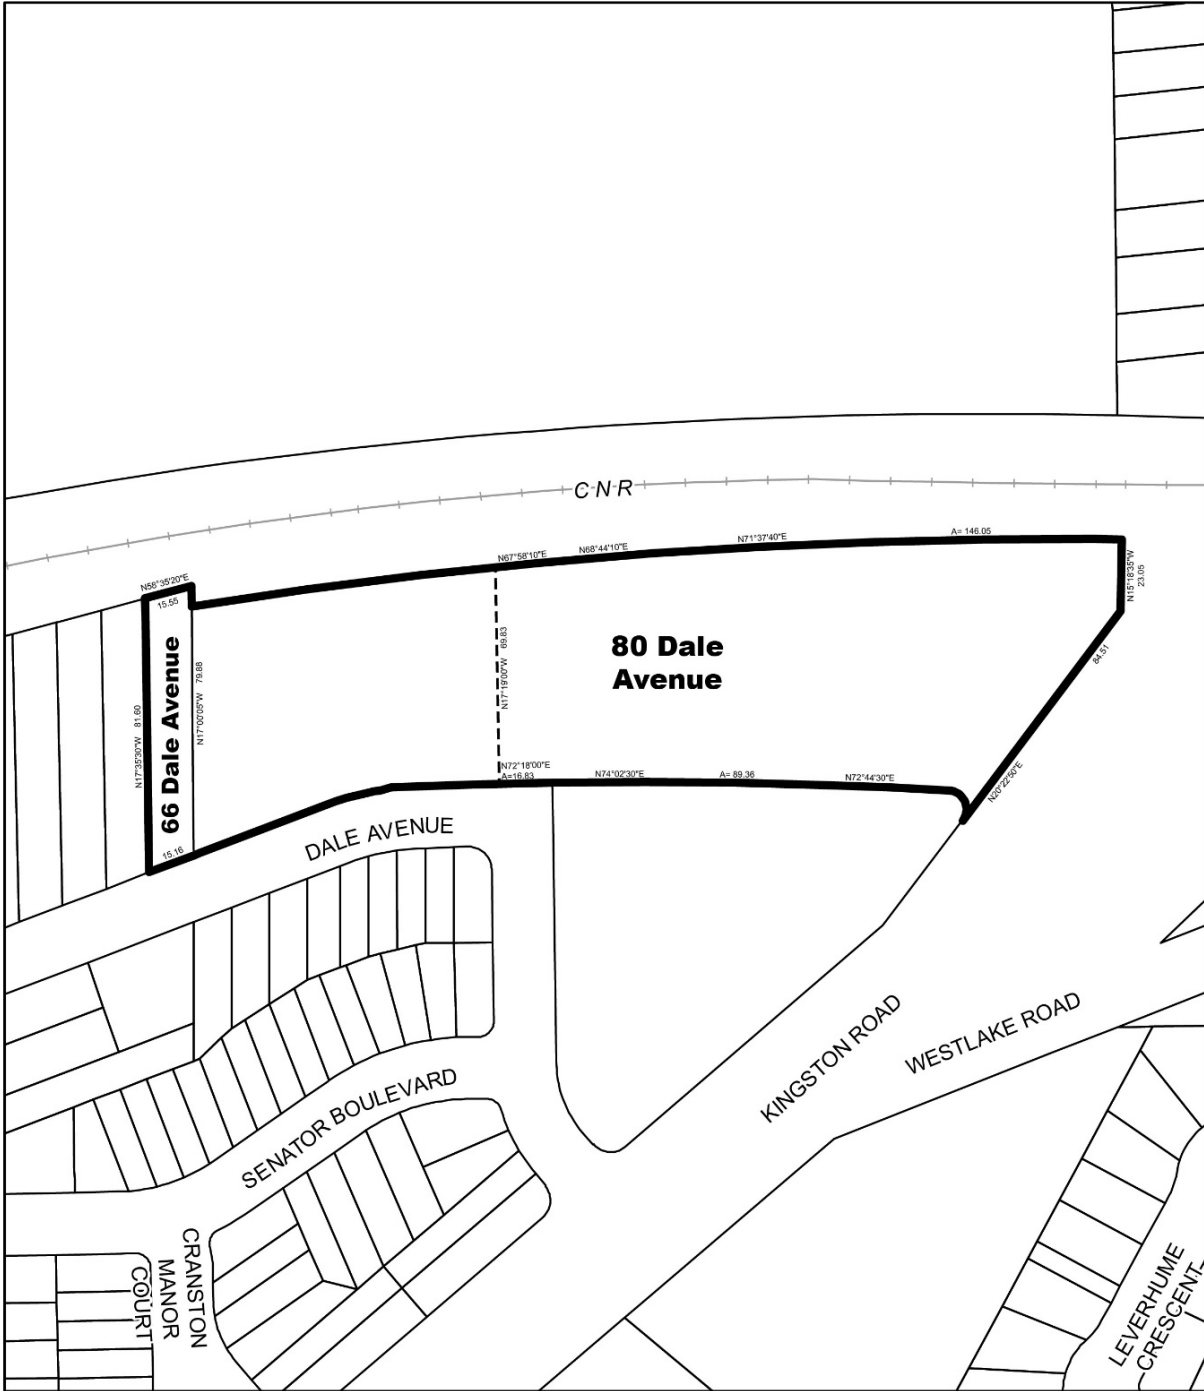 C N R
N67°58'10"E
N68°44'10"E
N71°37'40"E
A= 146.05
N15°18'35"W
23.05
N58°35'20"E
15.55
80 Dale
Avenue
66 Dale Avenue
N17°35'30"W 81.60
N17°00'05"W 79.88
N17°19'00"W 69.83
84.51
N20°22'50"E
N72°18'00"E
A=16.83
N74°02'30"E
A= 89.36
N72°44'30"E
15.16
DALE AVENUE
KINGSTON ROAD
WESTLAKE ROAD
SENATOR BOULEVARD
CRANSTON
MANOR
COURT
LEVERHUME
CRESCENT